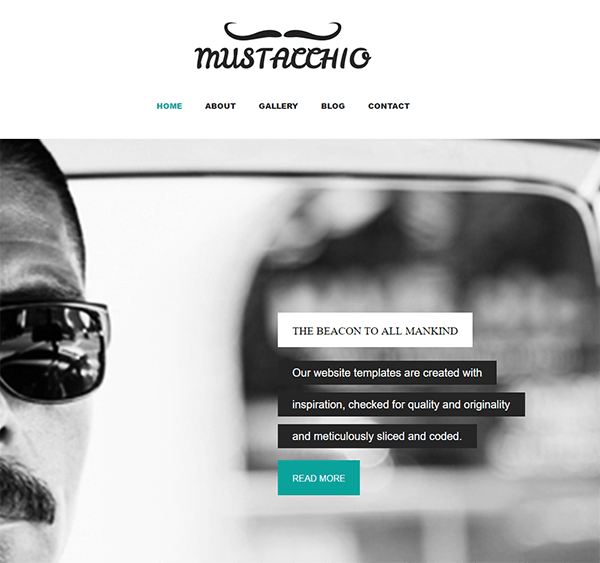 MUSTACCHIO
HOME ABOUT GALLERY BLOG CONTACT
THE BEACON TO ALL MANKIND
Our website templates are created with
inspiration, checked for quality and originality
and meticulously sliced and coded.
READ MORE